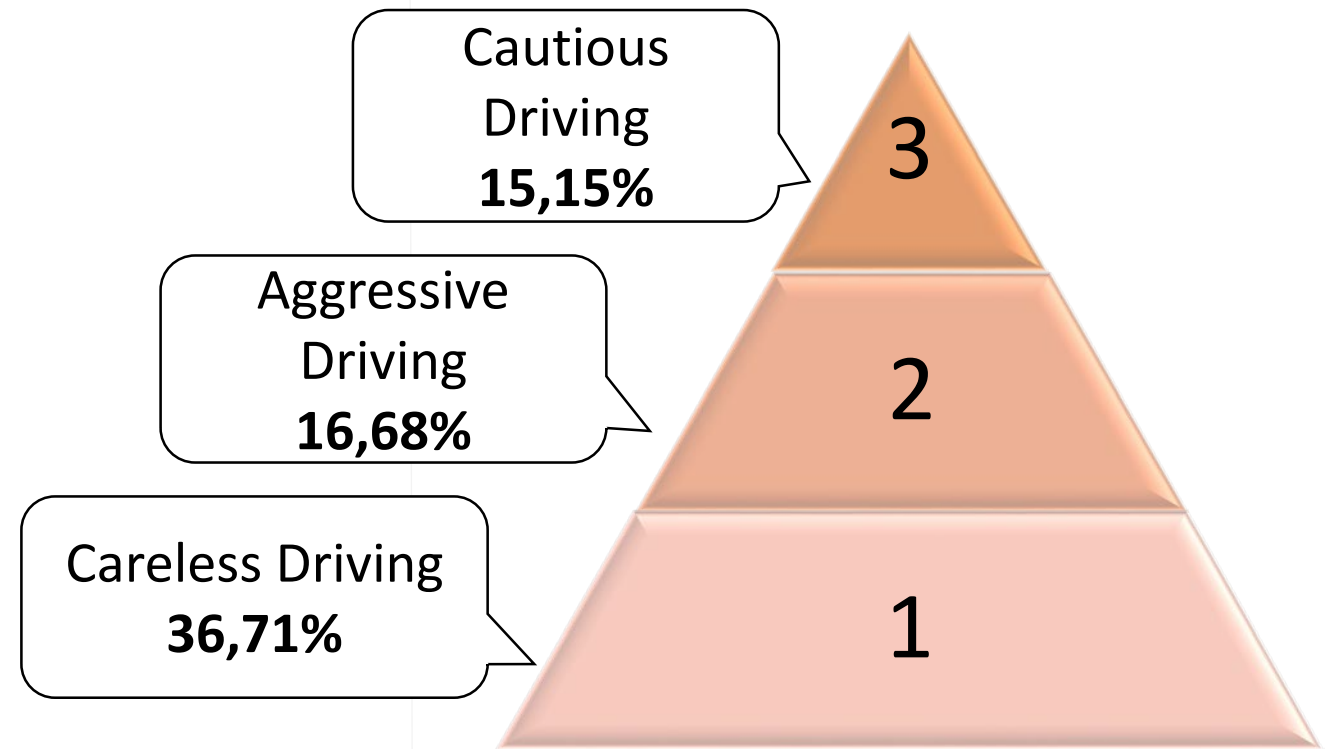 Cautious
Driving
15,15%
3
Aggressive
Driving
16,68%
2
Careless Driving
36,71%
1